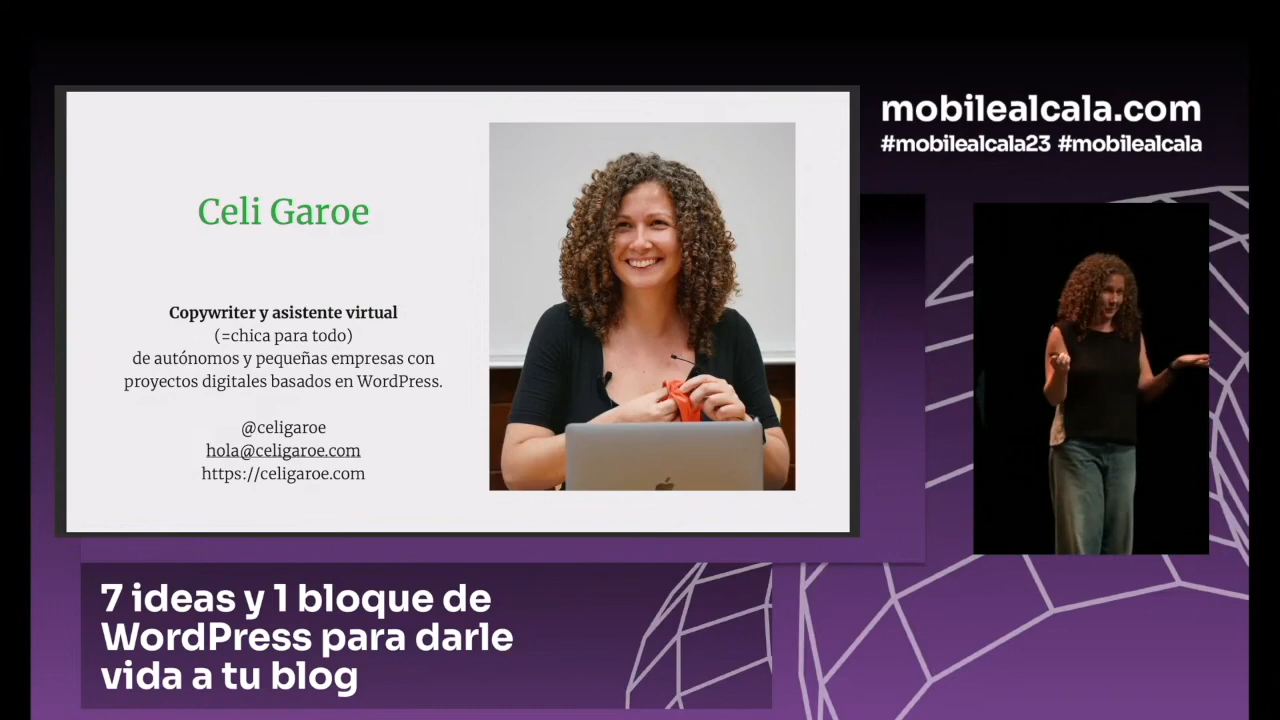 mobilealcala.com
#mobilealcala23 #mobilealcala
Celi Garoe
Copywriter y asistente virtual
(=chica para todo)
de autónomos y pequeñas empresas con
proyectos digitales basados en WordPress.
@celigaroe
hola@celigaroe.com
https://celigaroe.com
7 ideas y 1 bloque de
WordPress para darle
vida a tu blog